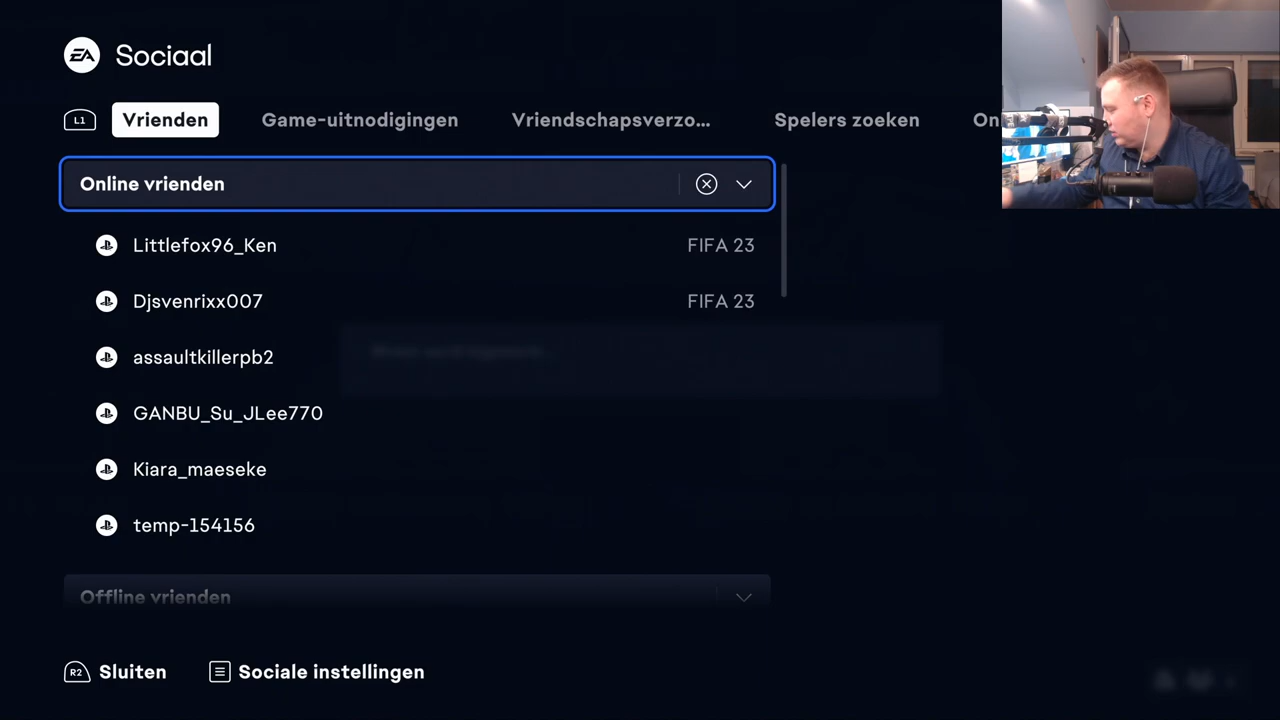 EA Sociaal
L1 Vrienden Game-uitnodigingen Vriendschapsverzo... Spelers zoeken On
Online vrienden
Littlefox96_Ken FIFA 23
Djsvenrixx007 FIFA 23
assaultkillerpb2
GANBU_Su_JLee770
Kiara_maeseke
temp-154156
Offline vrienden
R2 Sluiten Sociale instellingen